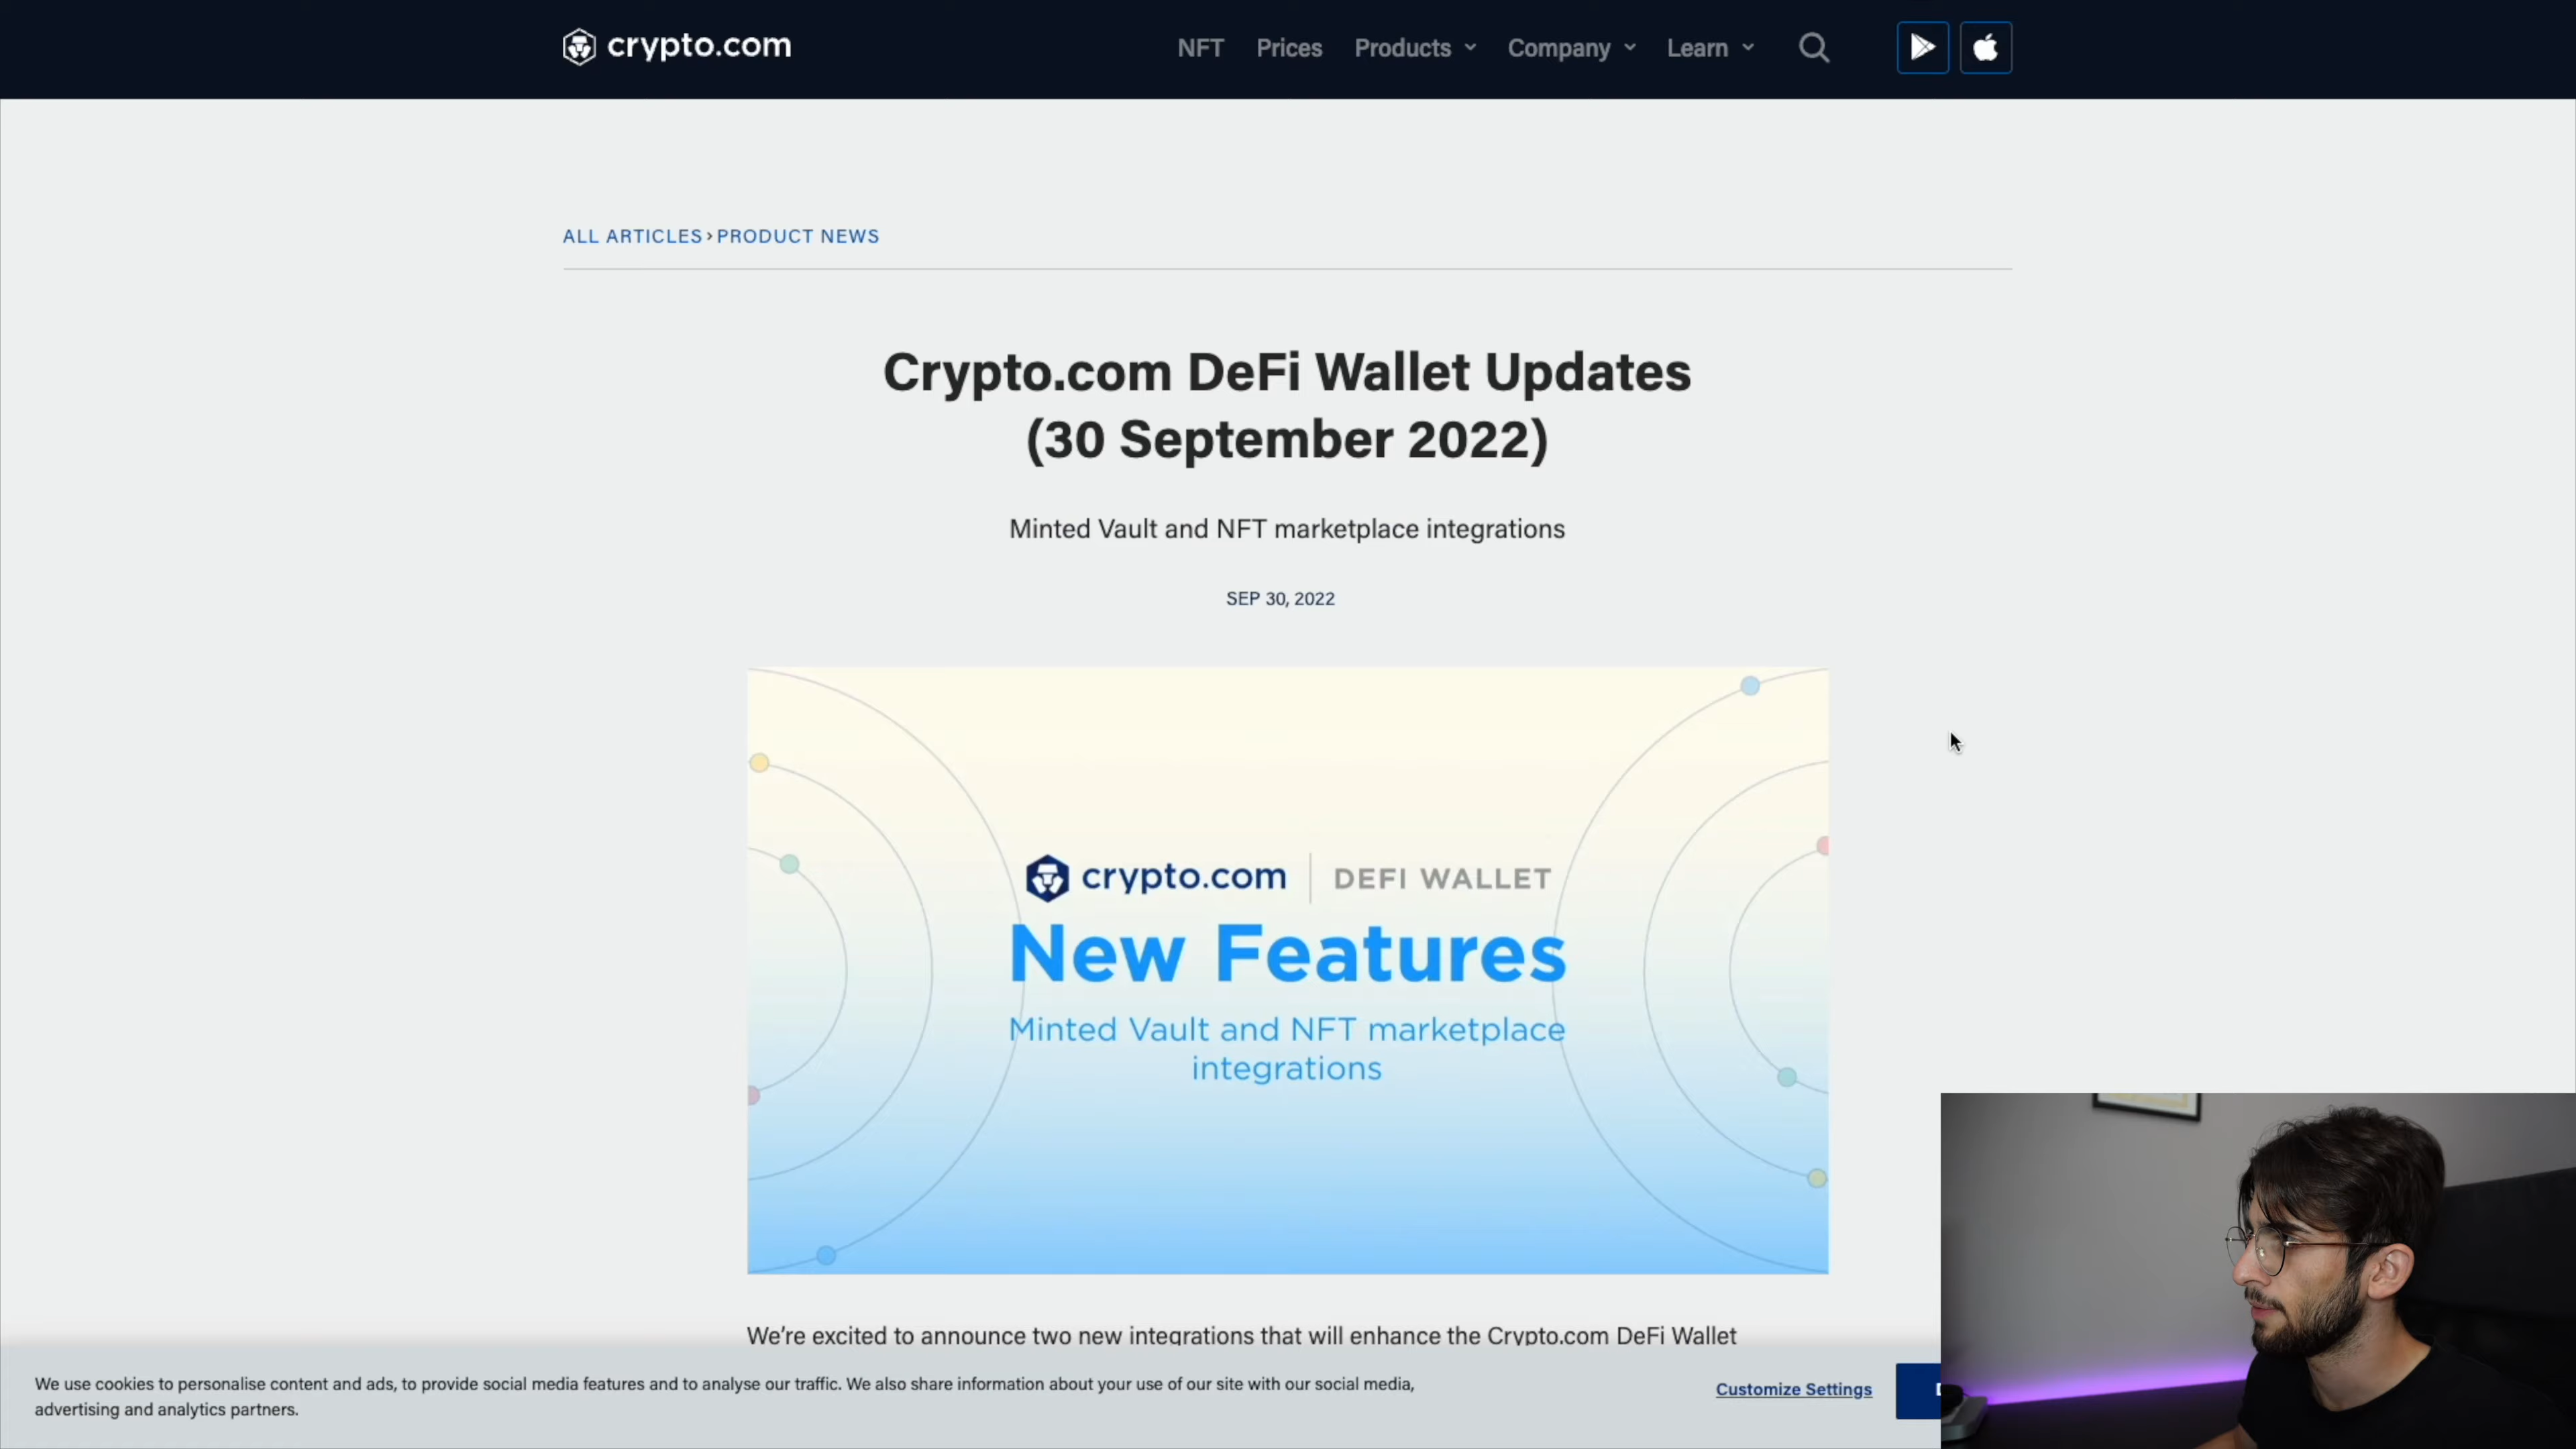 crypto.com
NFT Prices Products Company Learn
ALL ARTICLES › PRODUCT NEWS
Crypto.com DeFi Wallet Updates
(30 September 2022)
Minted Vault and NFT marketplace integrations
SEP 30, 2022
crypto.com | DEFI WALLET
New Features
Minted Vault and NFT marketplace
integrations
We're excited to announce two new integrations that will enhance the Crypto.com DeFi Wallet
We use cookies to personalise content and ads, to provide social media features and to analyse our traffic. We also share information about your use of our site with our social media,
advertising and analytics partners.
Customize Settings